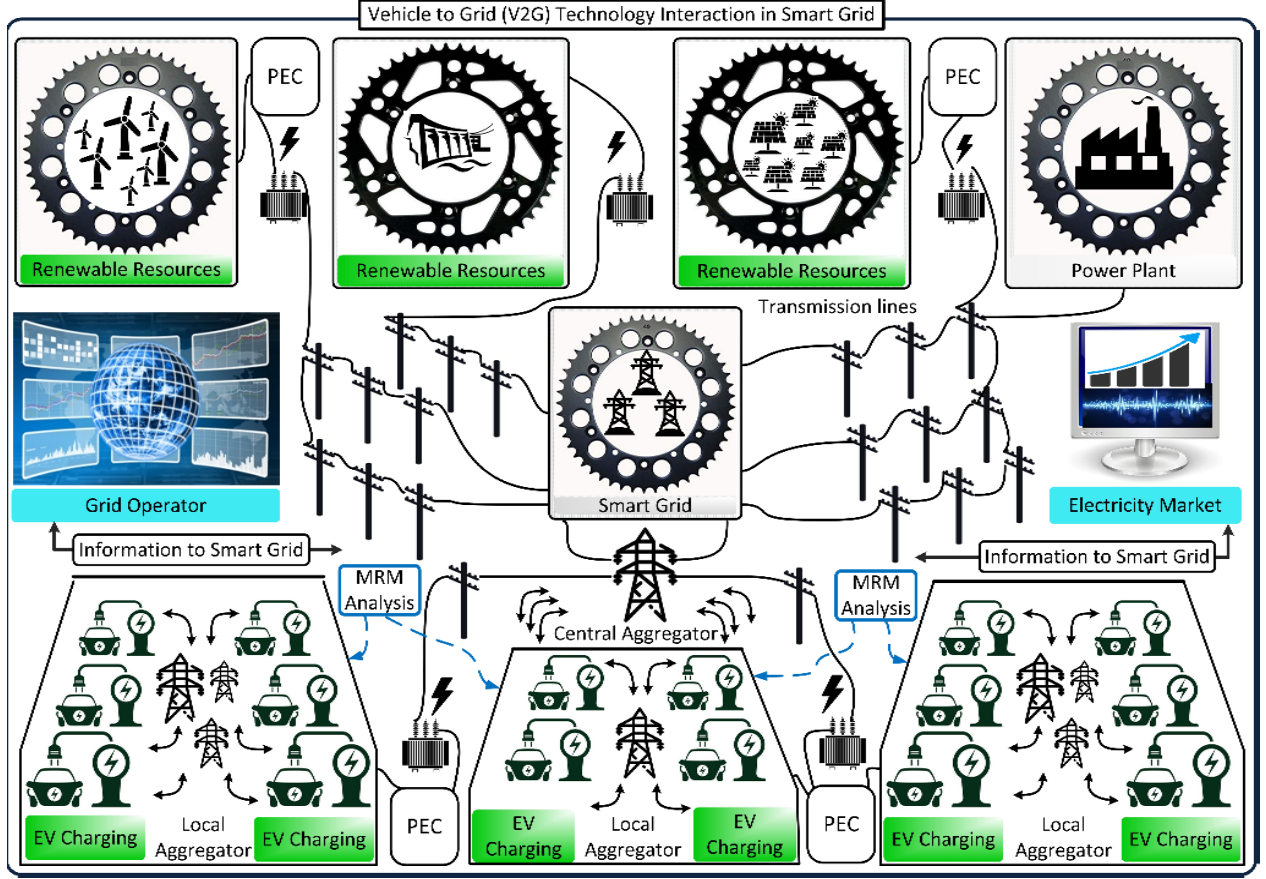 Vehicle to Grid (V2G) Technology Interaction in Smart Grid
PEC
PEC
Renewable Resources
Renewable Resources
Renewable Resources
Power Plant
Transmission lines
Smart Grid
Grid Operator
Electricity Market
Information to Smart Grid
Information to Smart Grid
MRM
Analysis
MRM
Analysis
Central Aggregator
EV Charging
Local
Aggregator
EV Charging
PEC
EV
Charging
Local
Aggregator
EV
Charging
PEC
EV Charging
Local
Aggregator
EV Charging